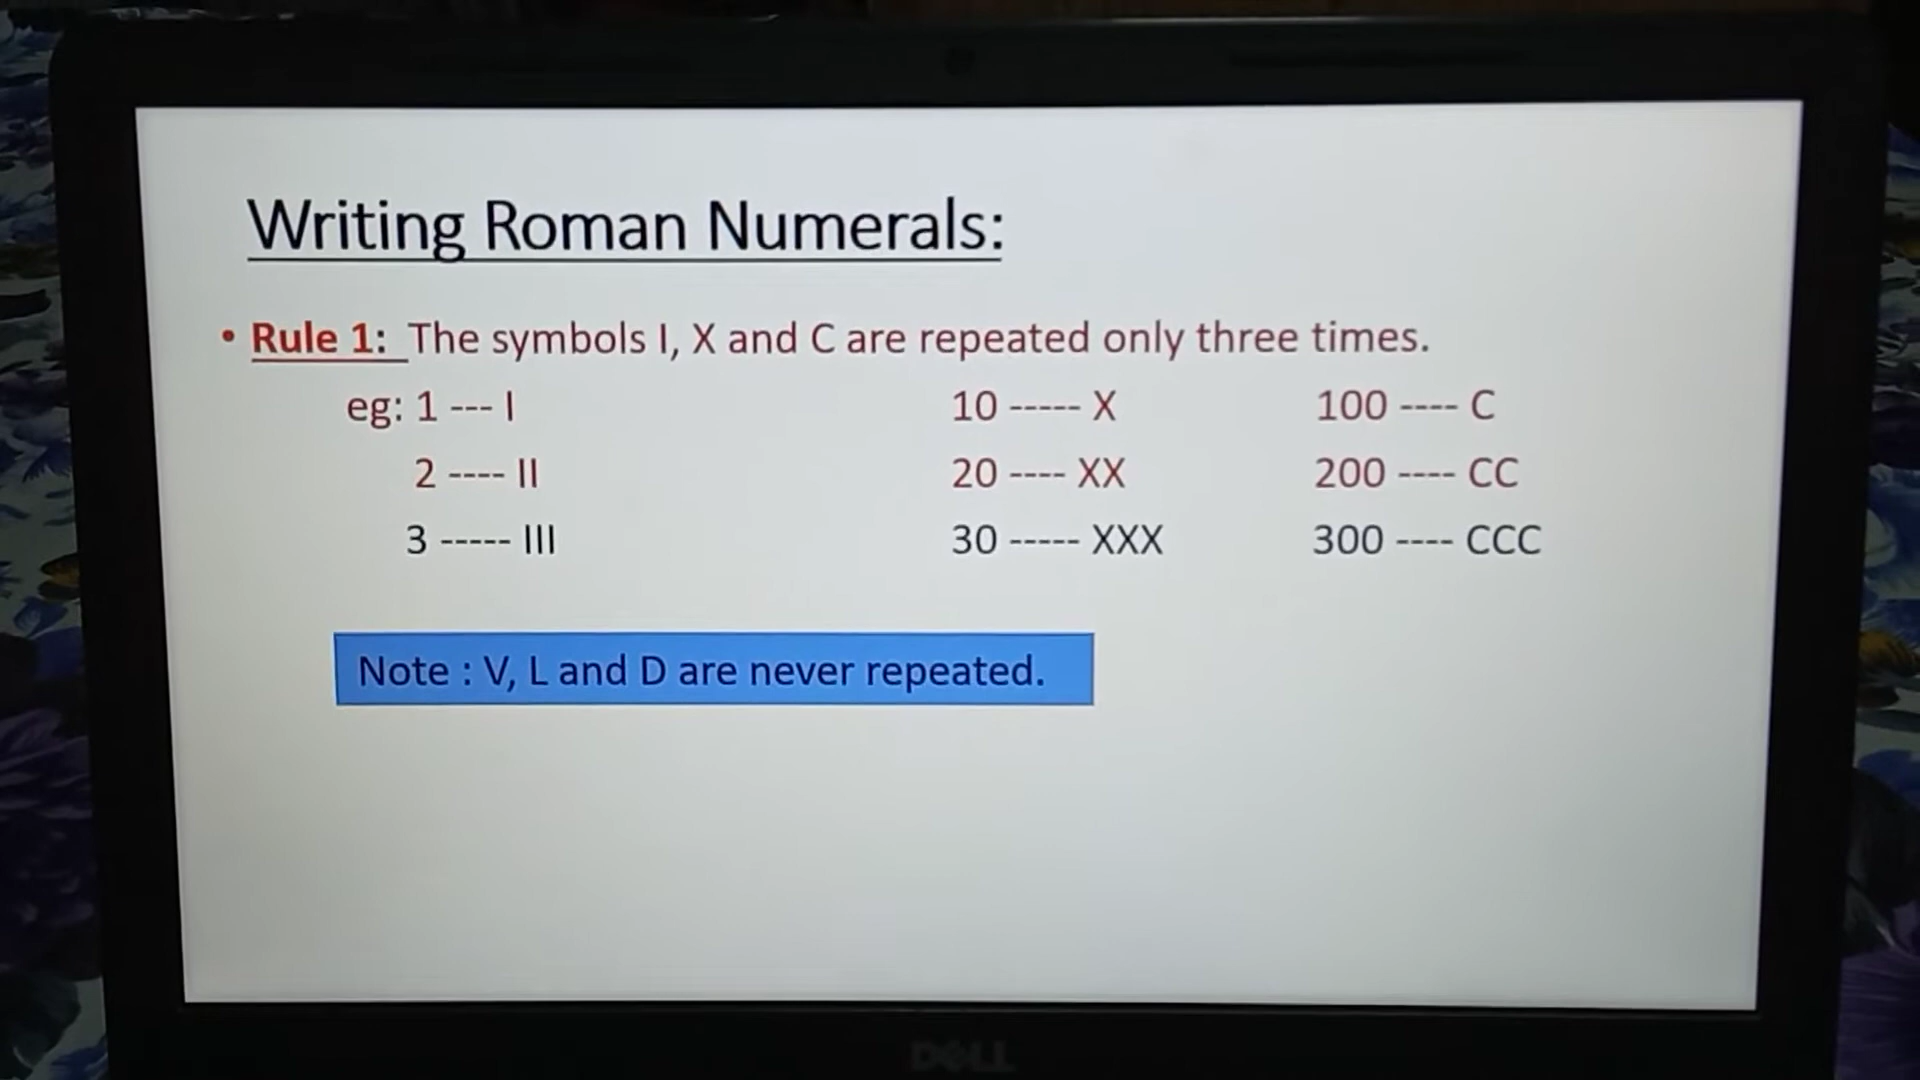 Writing Roman Numerals:
• Rule 1: The symbols I, X and C are repeated only three times.
eg: 1 --- I 10 ----- X 100 ---- C
2 ---- II 20 ---- XX 200 ---- CC
3 ----- III 30 ----- XXX 300 ---- CCC
Note : V, L and D are never repeated.
DELL